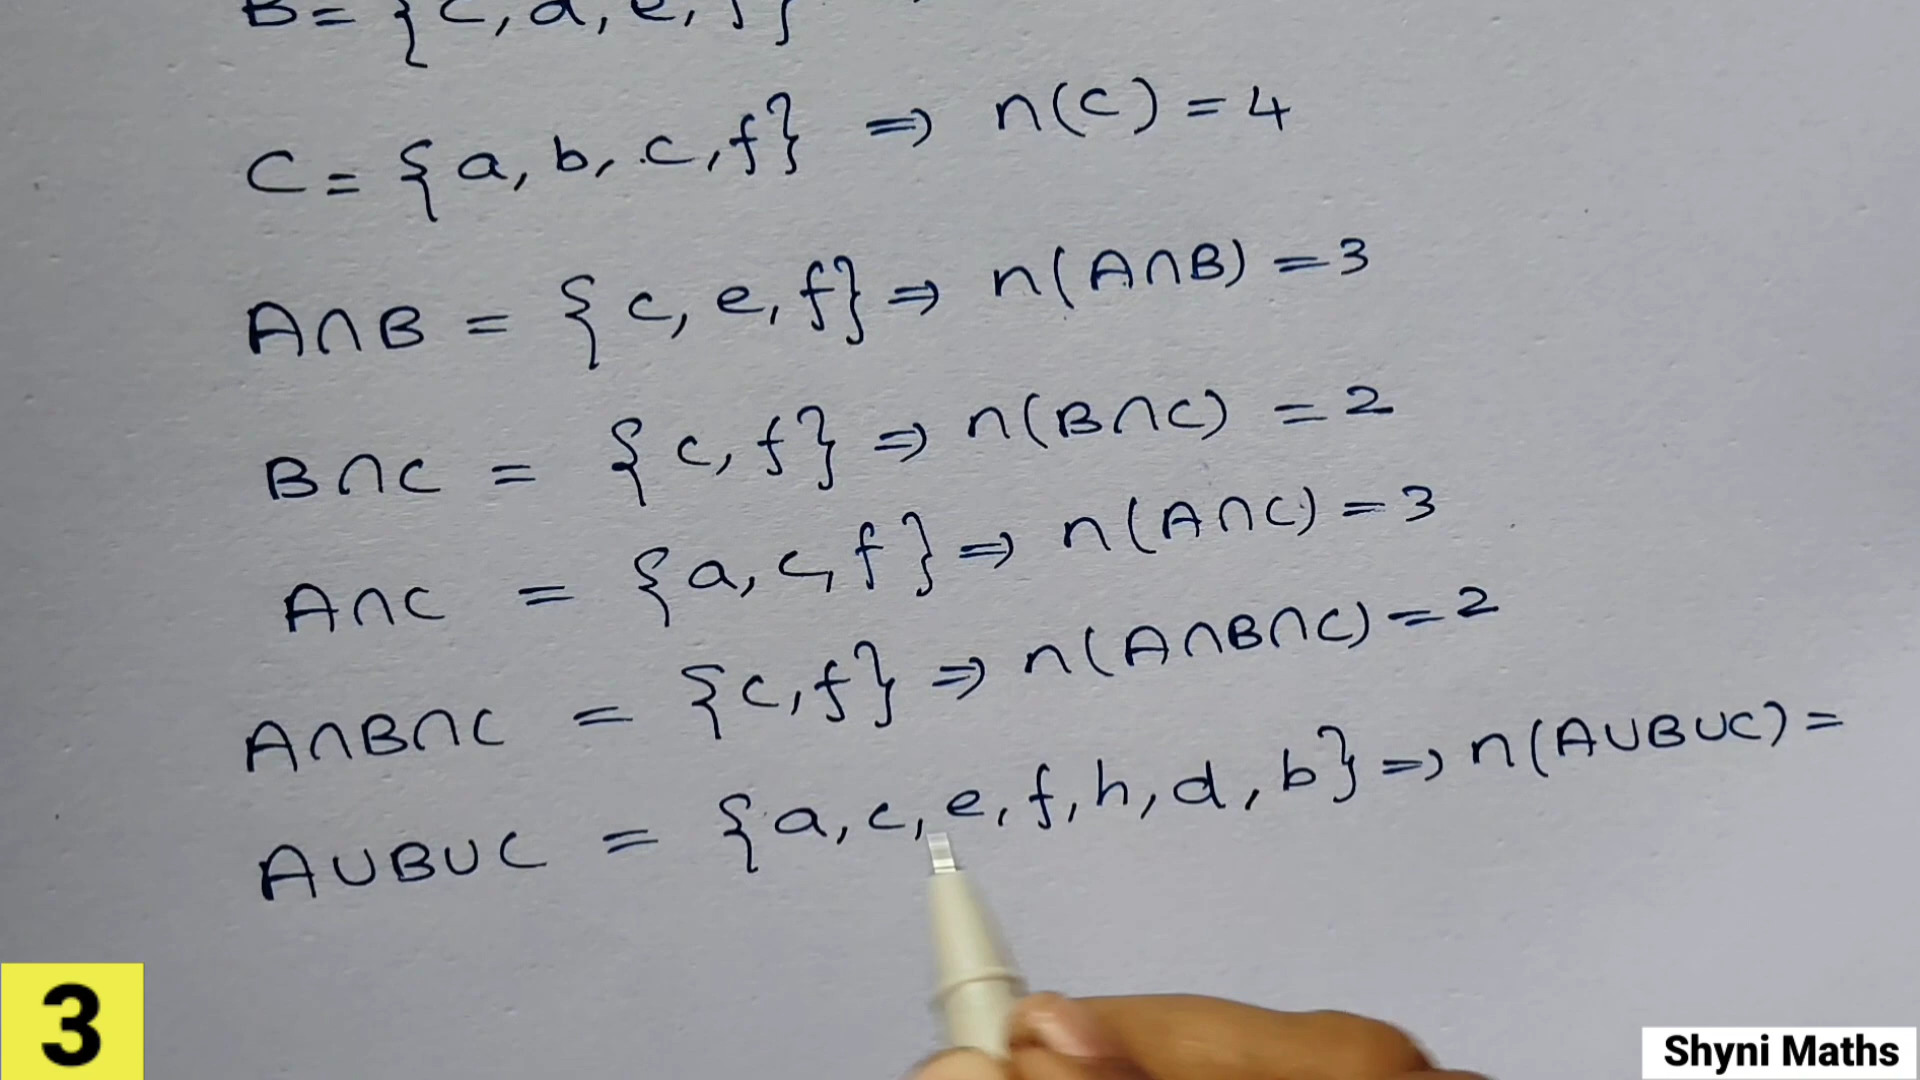 B = {c, d, e, f}
C = {a, b, c, f} ⇒ n(C) = 4
A∩B = {c, e, f} ⇒ n(A∩B) = 3
B∩C = {c, f} ⇒ n(B∩C) = 2
A∩C = {a, c, f} ⇒ n(A∩C) = 3
A∩B∩C = {c, f} ⇒ n(A∩B∩C) = 2
A∪B∪C = {a, c, e, f, h, d, b} ⇒ n(A∪B∪C) =
3
Shyni Maths